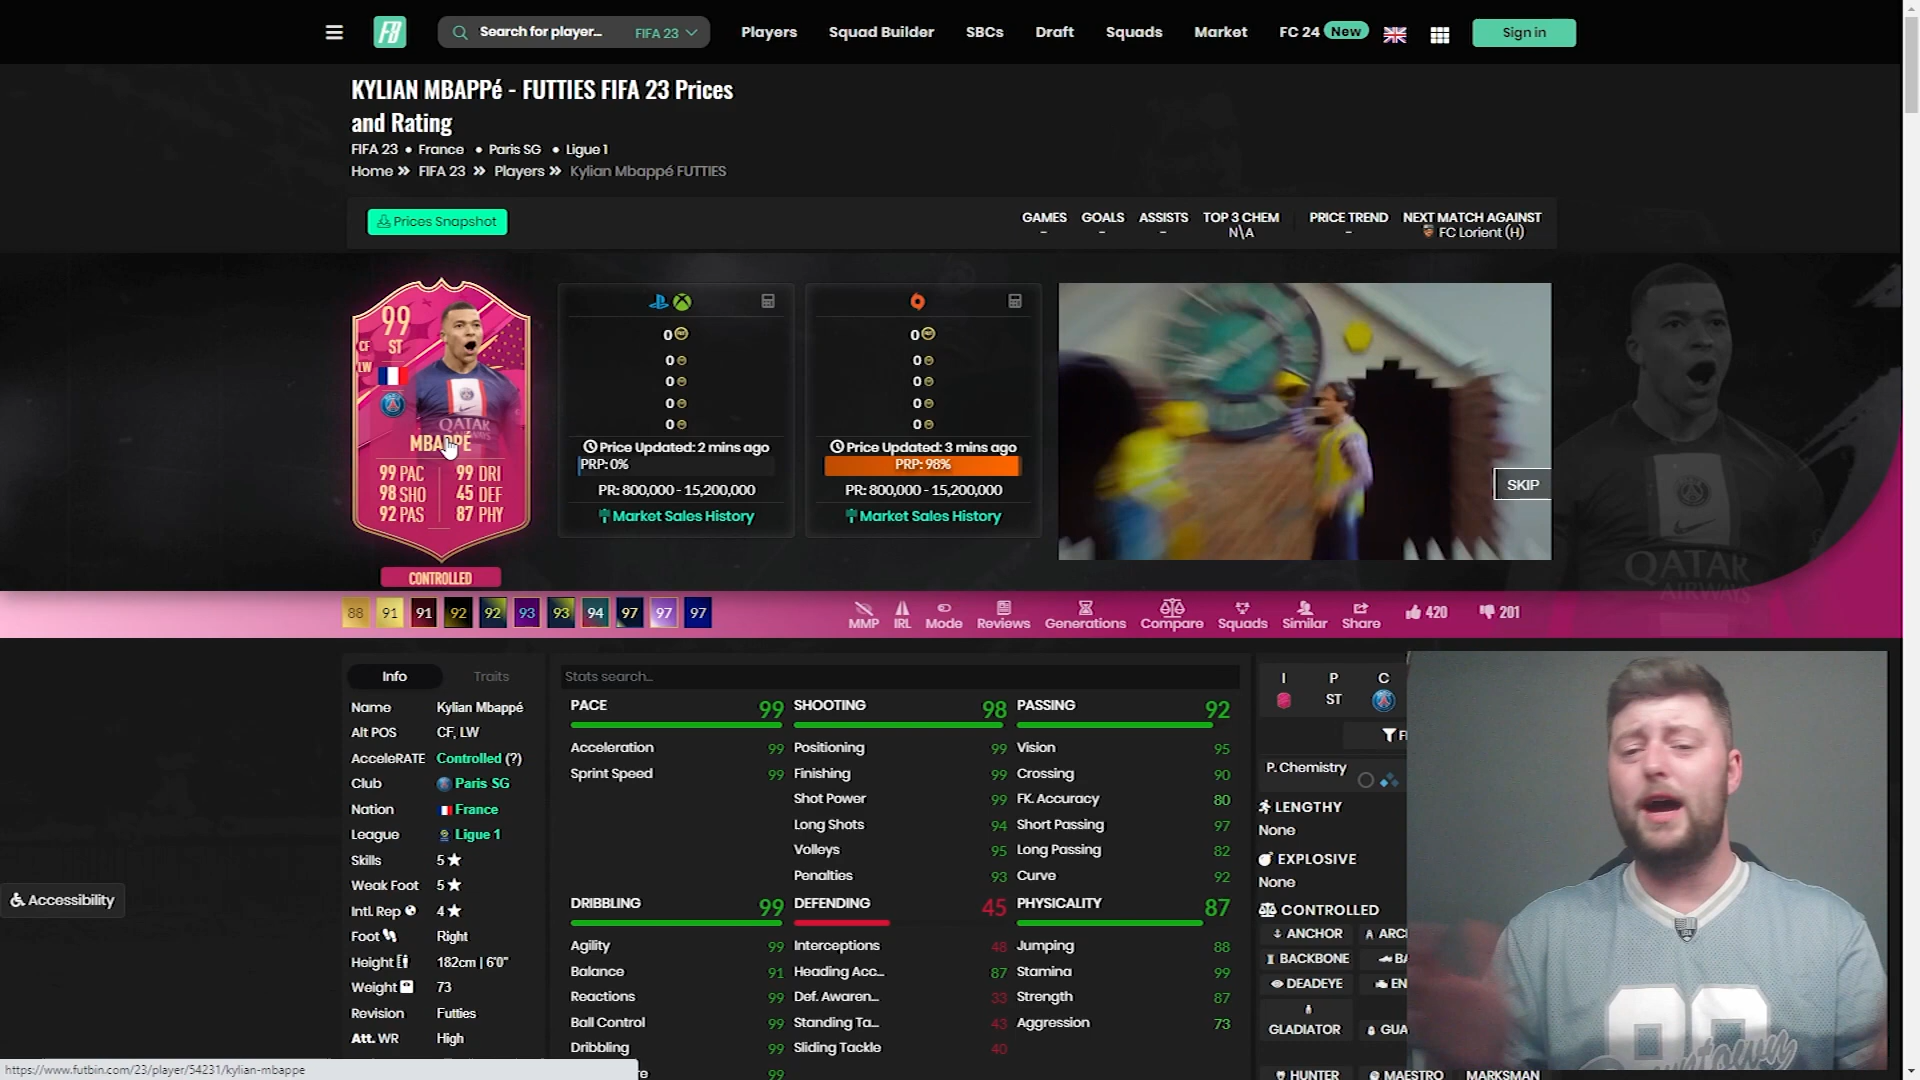 Search for player...
FIFA 23
Players
Squad Builder
SBCs
Draft
Squads
Market
FC 24 New
Sign in
KYLIAN MBAPPé - FUTTIES FIFA 23 Prices
and Rating
FIFA 23 • France • Paris SG • Ligue 1
Home » FIFA 23 » Players » Kylian Mbappé FUTTIES
Prices Snapshot
GAMES
-
GOALS
-
ASSISTS
-
TOP 3 CHEM
N\A
PRICE TREND
-
NEXT MATCH AGAINST
FC Lorient (H)
99
ST
CF
LW
QATAR
AIRWAYS
MBAPPÉ
99 PAC 99 DRI
98 SHO 45 DEF
92 PAS 87 PHY
CONTROLLED
0
0
0
0
0
Price Updated: 2 mins ago
PRP: 0%
PR: 800,000 - 15,200,000
Market Sales History
0
0
0
0
0
Price Updated: 3 mins ago
PRP: 98%
PR: 800,000 - 15,200,000
Market Sales History
SKIP
QATAR
AIRWAYS
88 91 91 92 92 93 93 94 97 97 97
MMP
IRL
Mode
Reviews
Generations
Compare
Squads
Similar
Share
420
201
Info
Traits
Name Kylian Mbappé
Alt POS CF, LW
AcceleRATE Controlled (?)
Club Paris SG
Nation France
League Ligue 1
Skills 5
Weak Foot 5
Intl. Rep 4
Foot Right
Height 182cm | 6'0"
Weight 73
Revision Futties
Att. WR High
Stats search...
PACE 99
Acceleration 99
Sprint Speed 99
SHOOTING 98
Positioning 99
Finishing 99
Shot Power 99
Long Shots 94
Volleys 95
Penalties 93
PASSING 92
Vision 95
Crossing 90
FK. Accuracy 80
Short Passing 97
Long Passing 82
Curve 92
DRIBBLING 99
Agility 99
Balance 91
Reactions 99
Ball Control 99
Dribbling 99
99
DEFENDING 45
Interceptions 48
Heading Acc... 87
Def. Awaren... 33
Standing Ta... 43
Sliding Tackle 40
PHYSICALITY 87
Jumping 88
Stamina 99
Strength 87
Aggression 73
I P C
ST
P. Chemistry
LENGTHY
None
EXPLOSIVE
None
CONTROLLED
ANCHOR ARC
BACKBONE BA
DEADEYE EN
GLADIATOR GUA
HUNTER MAESTRO MARKSMAN
Accessibility
https://www.futbin.com/23/player/54231/kylian-mbappe